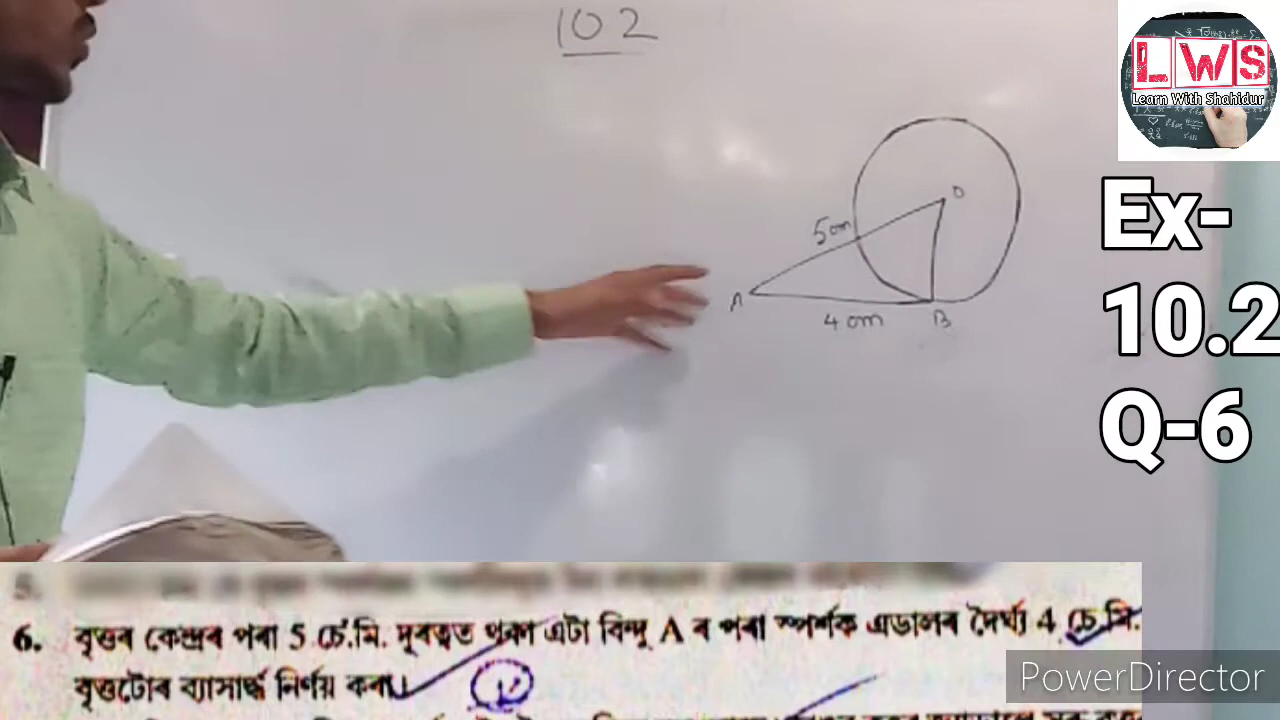 102
LWS
Learn With Shahidur
Ex-
10.2
Q-6
O
5cm
A
4 cm B
5.
6. বৃত্তৰ কেন্দ্ৰৰ পৰা 5 চে.মি. দূৰত্বত থকা এটা বিন্দু A ৰ পৰা স্পৰ্শক এডালৰ দৈৰ্ঘ্য 4 চে.মি.
বৃত্তটোৰ ব্যাসাৰ্দ্ধ নিৰ্ণয় কৰা।
PowerDirector